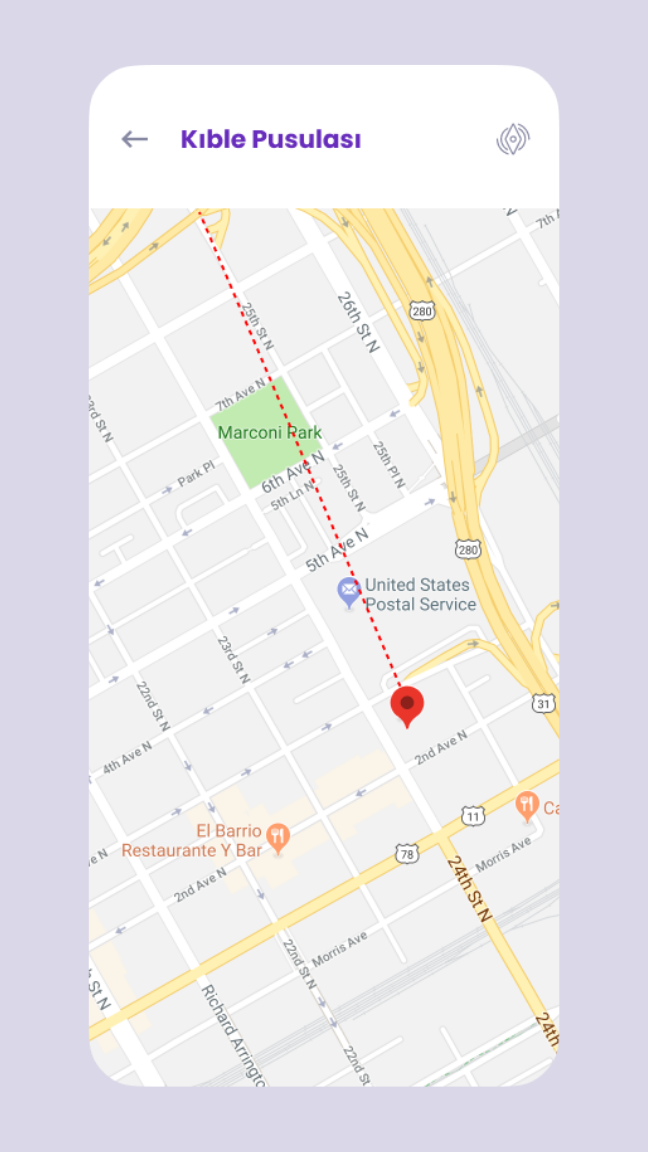 Kıble Pusulası
7th A
26th St N
25th St N
280
7th Ave N
3rd St N
Marconi Park
6th Ave N
Park Pl
5th Ln N
25th St N
25th Pl N
5th Ave N
280
United States
Postal Service
23rd St N
22nd St N
31
2nd Ave N
4th Ave N
11
Ca
El Barrio
Restaurante Y Bar
78
Morris Ave
ve N
2nd Ave N
24th St N
Morris Ave
22nd St N
h St N
Richard Arringto
24th
22nd St